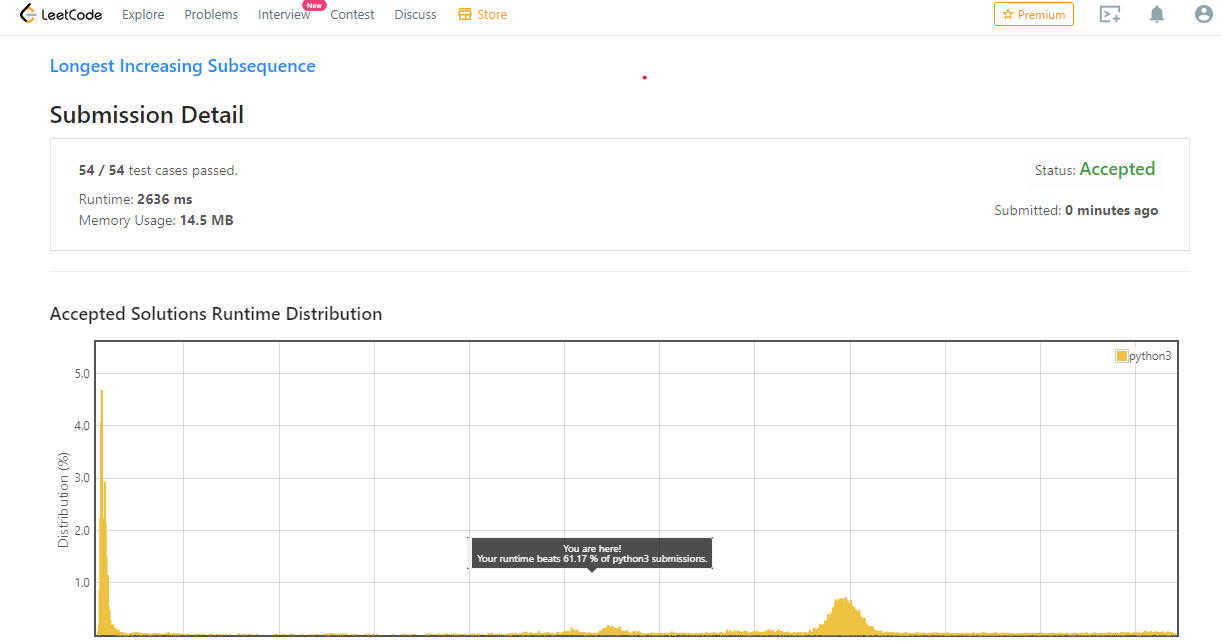 LeetCode Explore Problems Interview New Contest Discuss Store Premium
Longest Increasing Subsequence
Submission Detail
54 / 54 test cases passed.
Status: Accepted
Runtime: 2636 ms
Memory Usage: 14.5 MB
Submitted: 0 minutes ago
Accepted Solutions Runtime Distribution
python3
5.0
4.0
3.0
2.0
1.0
Distribution (%)
You are here!
Your runtime beats 61.17 % of python3 submissions.